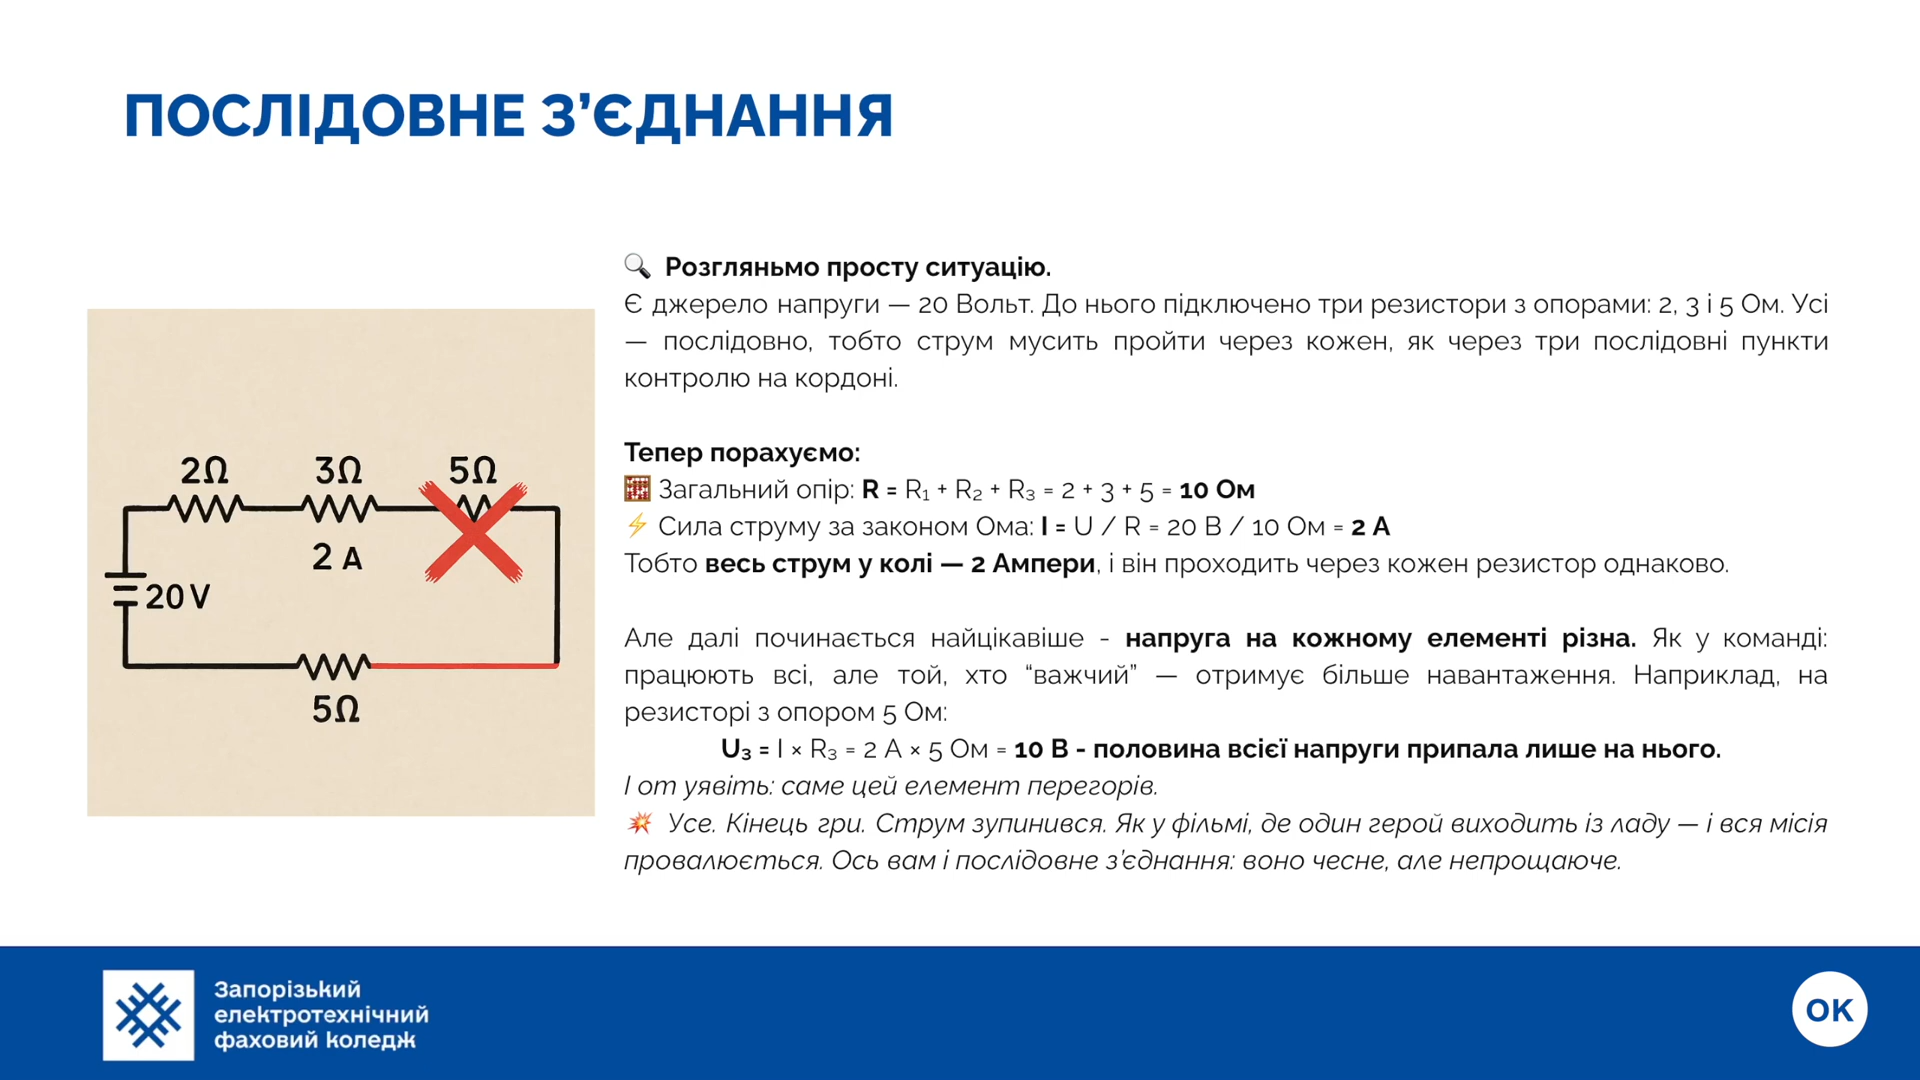 ПОСЛІДОВНЕ З’ЄДНАННЯ
🔍 Розгляньмо просту ситуацію.
Є джерело напруги — 20 Вольт. До нього підключено три резистори з опорами: 2, 3 і 5 Ом. Усі
— послідовно, тобто струм мусить пройти через кожен, як через три послідовні пункти
контролю на кордоні.
Тепер порахуємо:
🧮 Загальний опір: R = R₁ + R₂ + R₃ = 2 + 3 + 5 = 10 Ом
⚡ Сила струму за законом Ома: I = U / R = 20 В / 10 Ом = 2 А
Тобто весь струм у колі — 2 Ампери, і він проходить через кожен резистор однаково.
Але далі починається найцікавіше - напруга на кожному елементі різна. Як у команді:
працюють всі, але той, хто “важчий” — отримує більше навантаження. Наприклад, на
резисторі з опором 5 Ом:
U₃ = I × R₃ = 2 А × 5 Ом = 10 В - половина всієї напруги припала лише на нього.
І от уявіть: саме цей елемент перегорів.
💥 Усе. Кінець гри. Струм зупинився. Як у фільмі, де один герой виходить із ладу — і вся місія
провалюється. Ось вам і послідовне з’єднання: воно чесне, але непрощаюче.
2Ω 3Ω 5Ω
2 A
20 V
5Ω
Запорізький
електротехнічний
фаховий коледж
ОК